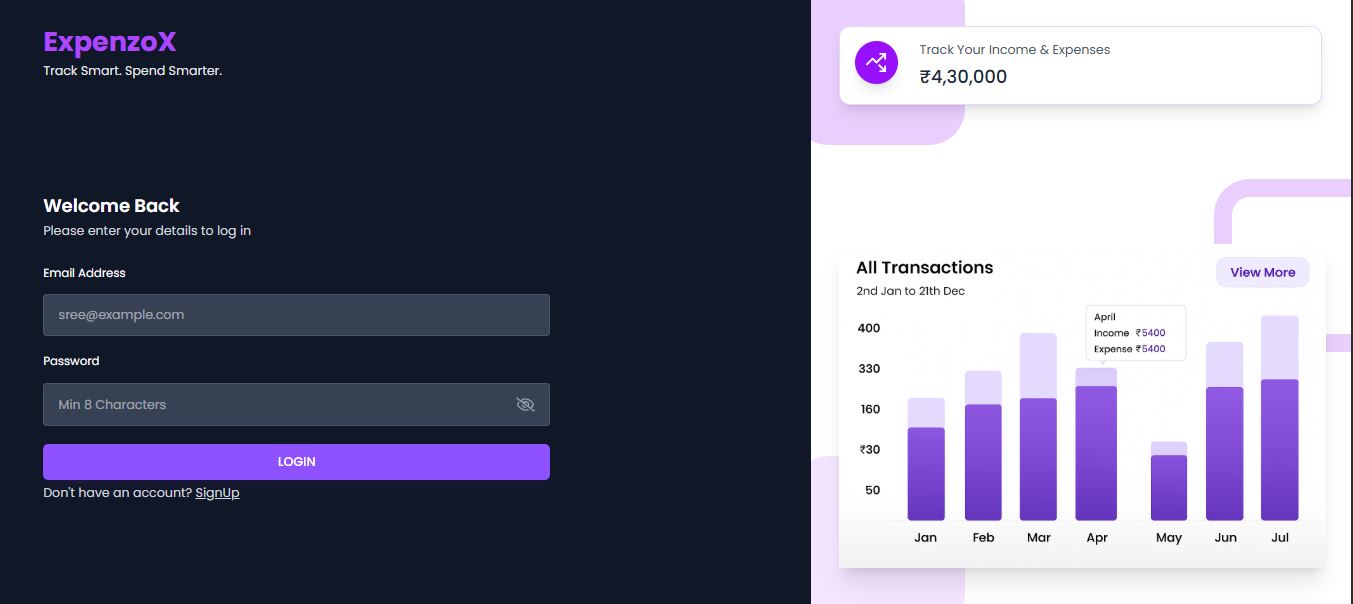 ExpenzoX
Track Smart. Spend Smarter.
Welcome Back
Please enter your details to log in
Email Address
sree@example.com
Password
Min 8 Characters
LOGIN
Don't have an account? SignUp
Track Your Income & Expenses
₹4,30,000
All Transactions
View More
2nd Jan to 21th Dec
April
Income ₹5400
Expense ₹5400
400
330
160
₹30
50
Jan Feb Mar Apr May Jun Jul